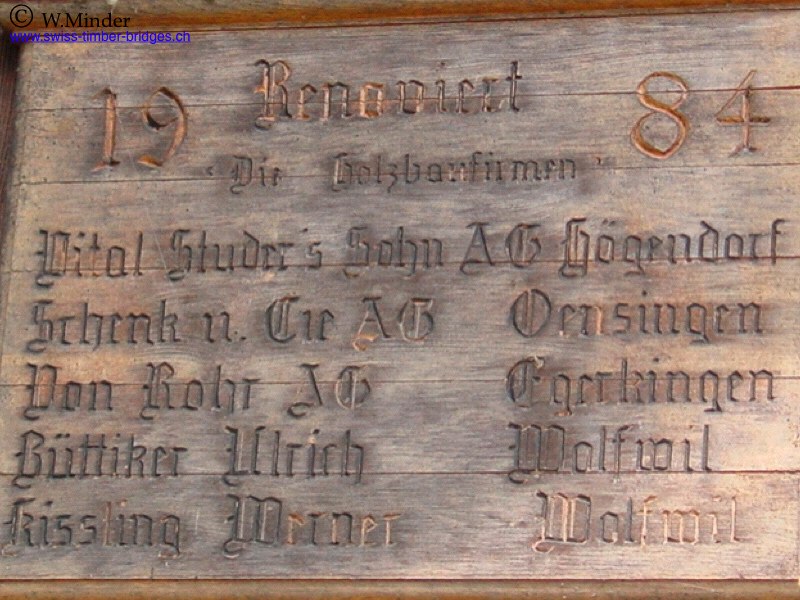 © W.Minder
www.swiss-timber-bridges.ch
19 Renoviert 84
Die Holzbaufirmen
Vital Studer's Sohn AG Högendorf
Schenk u. Cie AG Oensingen
Von Rohr AG Egerkingen
Büttiker Ulrich Wolfwil
Kissling Werner Wolfwil